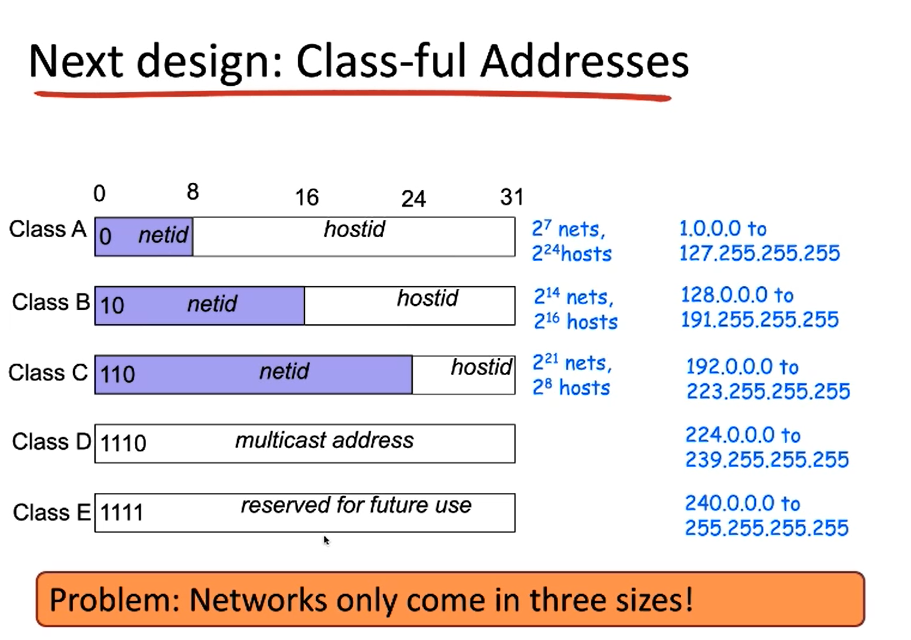 Next design: Class-ful Addresses
0 8 16 24 31
Class A 0 netid hostid 2⁷ nets, 1.0.0.0 to
2²⁴hosts 127.255.255.255
Class B 10 netid hostid 2¹⁴ nets, 128.0.0.0 to
2¹⁶ hosts 191.255.255.255
Class C 110 netid hostid 2²¹ nets, 192.0.0.0 to
2⁸ hosts 223.255.255.255
Class D 1110 multicast address 224.0.0.0 to
239.255.255.255
Class E 1111 reserved for future use 240.0.0.0 to
255.255.255.255
Problem: Networks only come in three sizes!